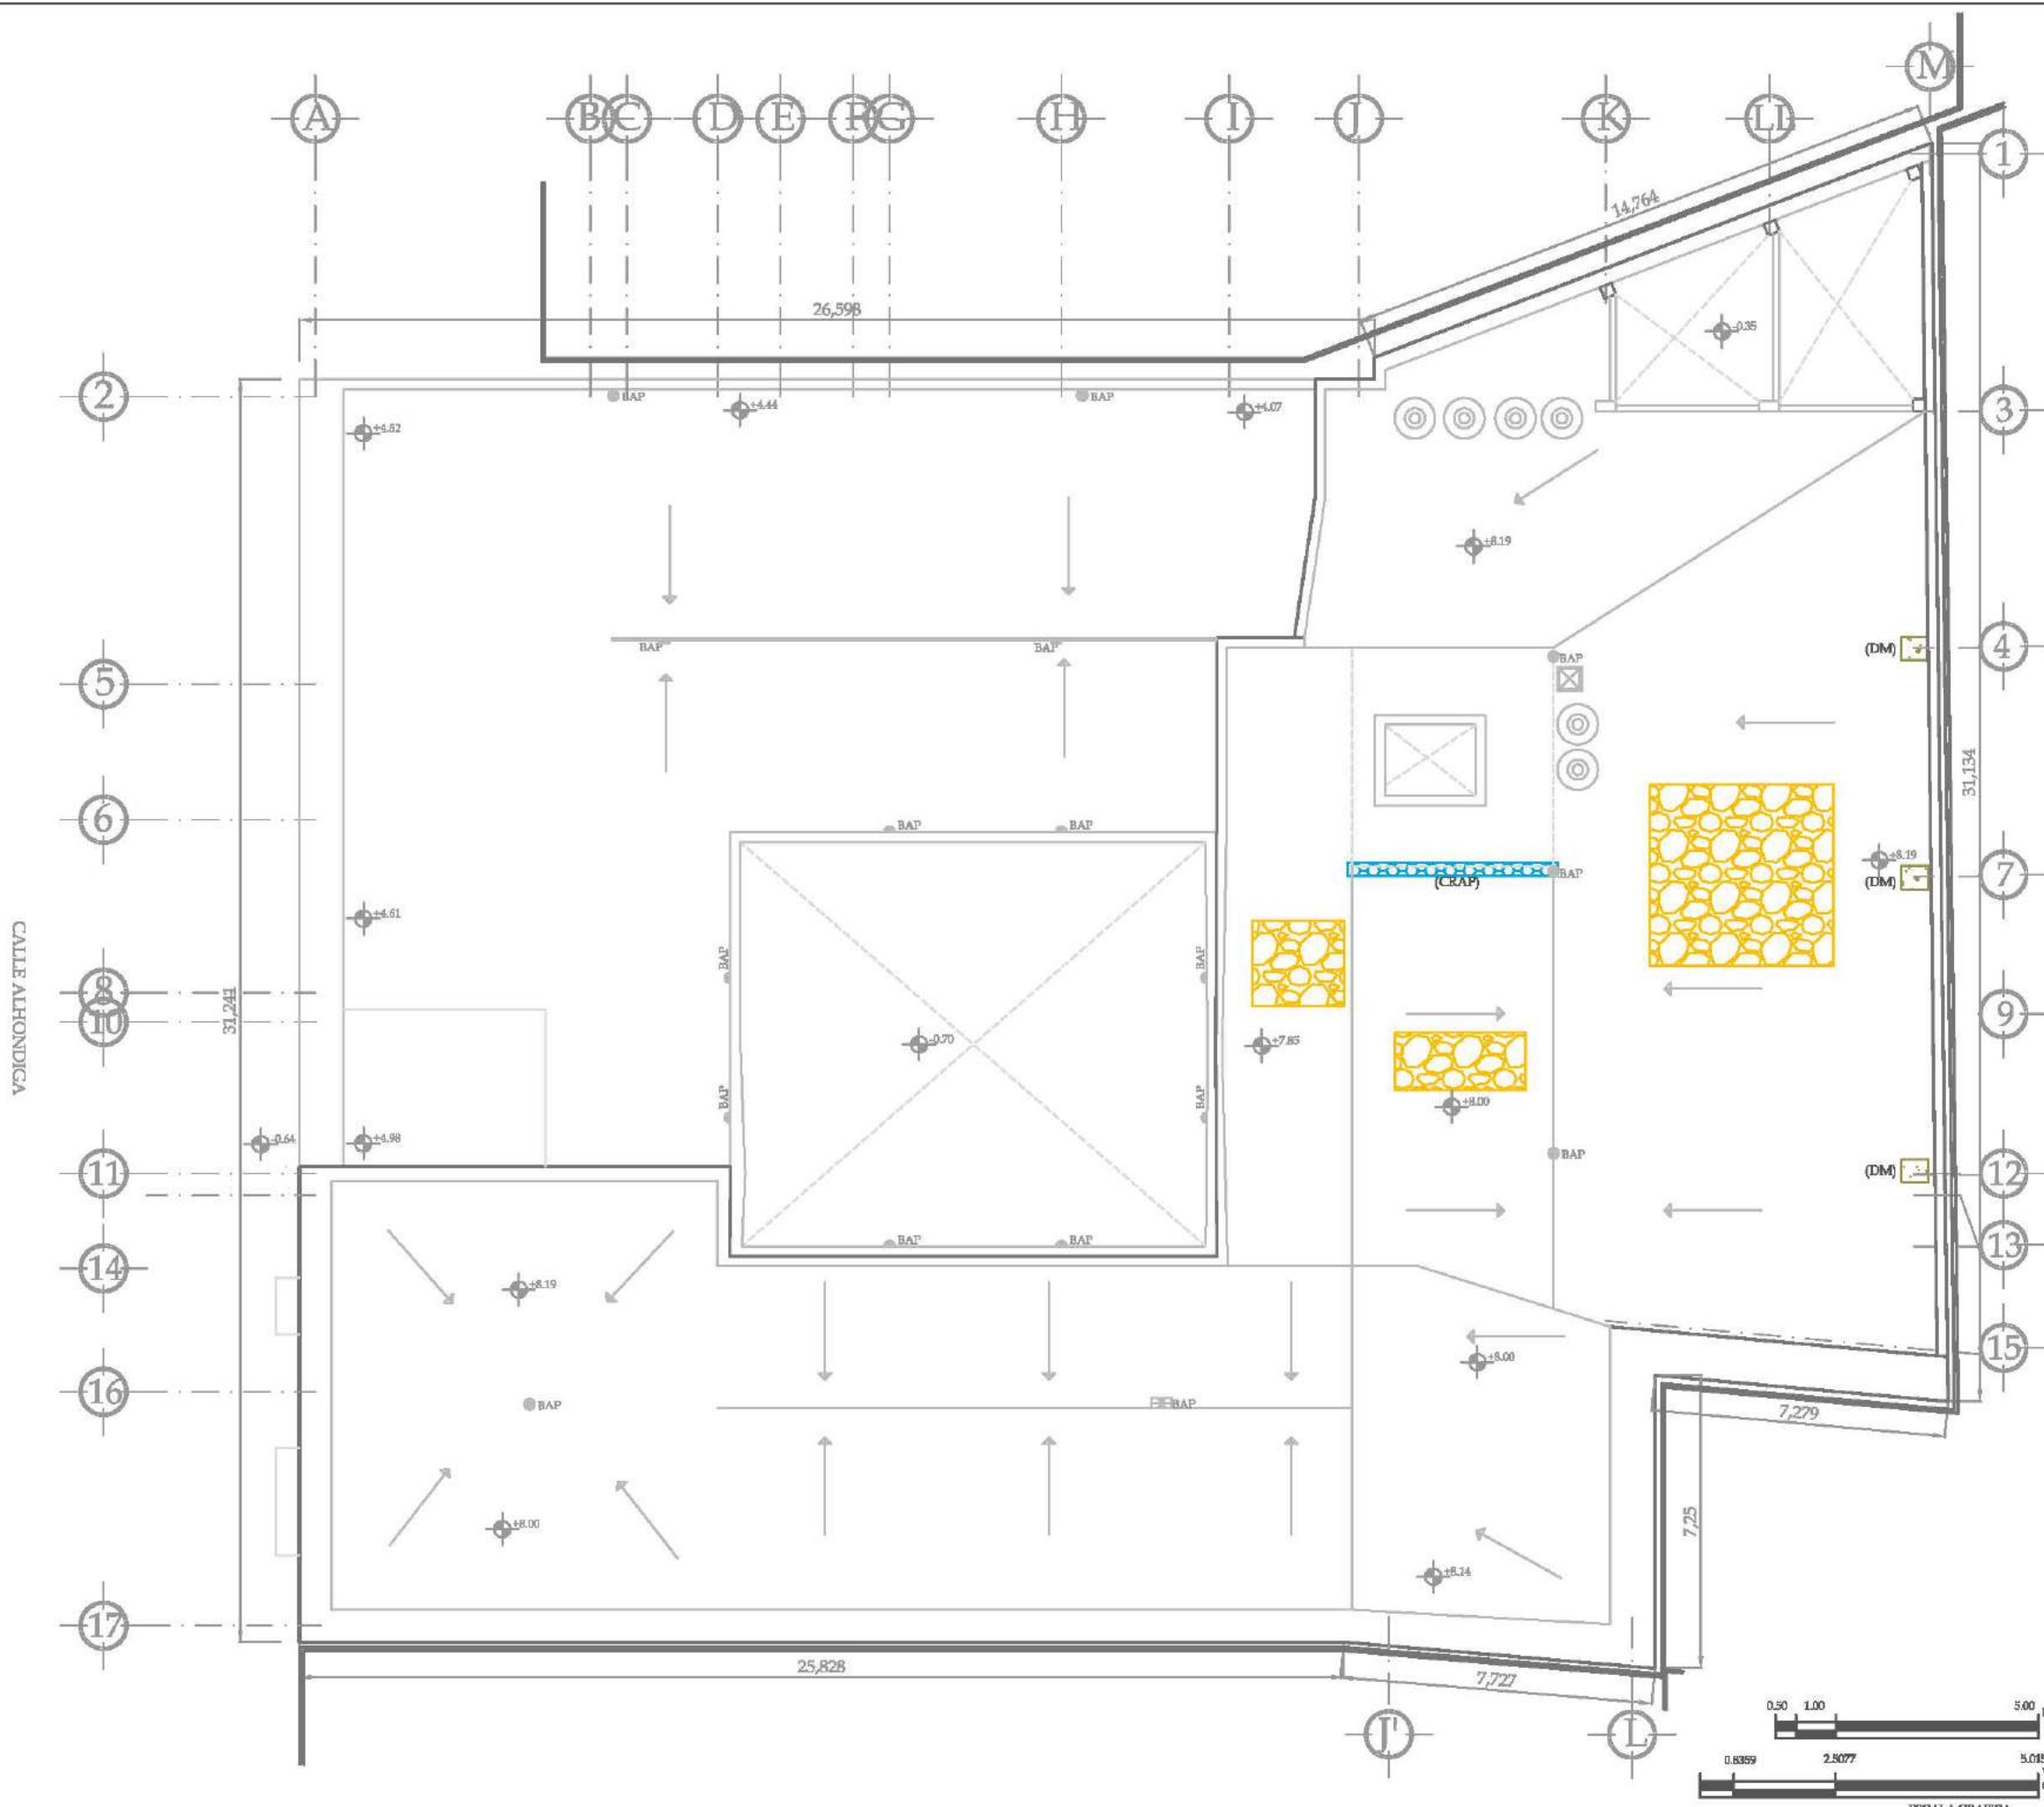 M
A B C D E F G H I J K LL
1
14,764
26,598
-0.35
2
BAP +4.44 BAP +4.07
3
+4.52
+8.19
BAP BAP
(DM) 4
BAP
5
31,134
6
BAP BAP
+8.19
BAP
(DM) 7
(CRAP)
+4.61
CALLE ALHONDIGA
BAP BAP
8
31,241
10
9
-0.70 +7.85
BAP BAP
+8.00
-0.64 +4.98
BAP
11
(DM) 12
BAP BAP
13
14
+8.19
15
+8.00
16
BAP BAP
7,279
7,25
+8.00
+8.14
17
25,828
7,727
J' L
0.50 1.00 5.00
0.8359 2.5077